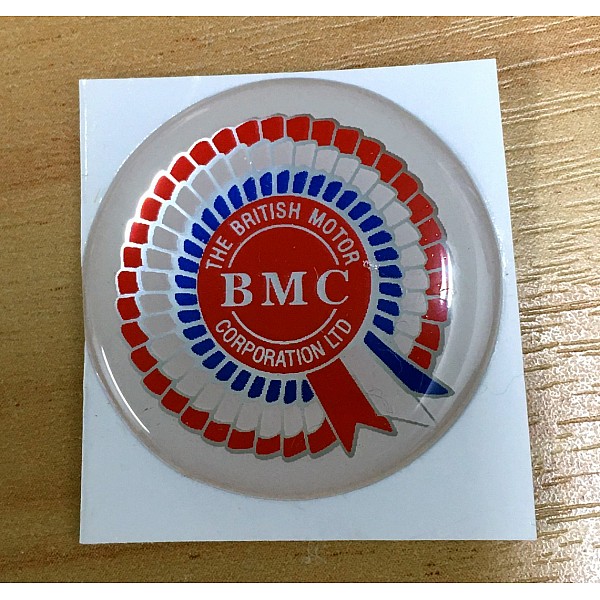 THE BRITISH MOTOR
BMC
CORPORATION LTD